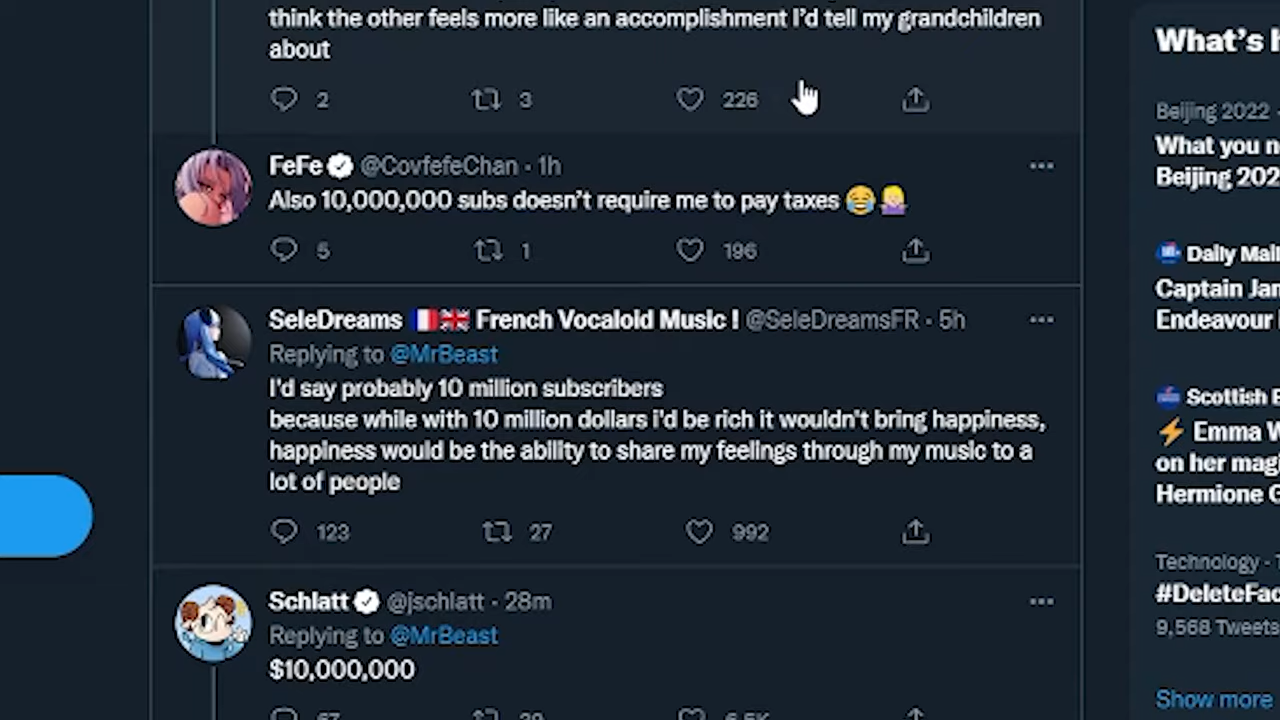 think the other feels more like an accomplishment I'd tell my grandchildren
about
2 3 226
FeFe @CovfefeChan · 1h
Also 10,000,000 subs doesn't require me to pay taxes 😂🤷🏼‍♀️
5 1 196
SeleDreams 🇫🇷🇬🇧 French Vocaloid Music ! @SeleDreamsFR · 5h
Replying to @MrBeast
I'd say probably 10 million subscribers
because while with 10 million dollars i'd be rich it wouldn't bring happiness,
happiness would be the ability to share my feelings through my music to a
lot of people
123 27 992
Schlatt @jschlatt · 28m
Replying to @MrBeast
$10,000,000
What's h
Beijing 2022 ·
What you n
Beijing 202
Daily Mail
Captain Jam
Endeavour
Scottish E
⚡ Emma W
on her magi
Hermione G
Technology · T
#DeleteFac
9,568 Tweets
Show more